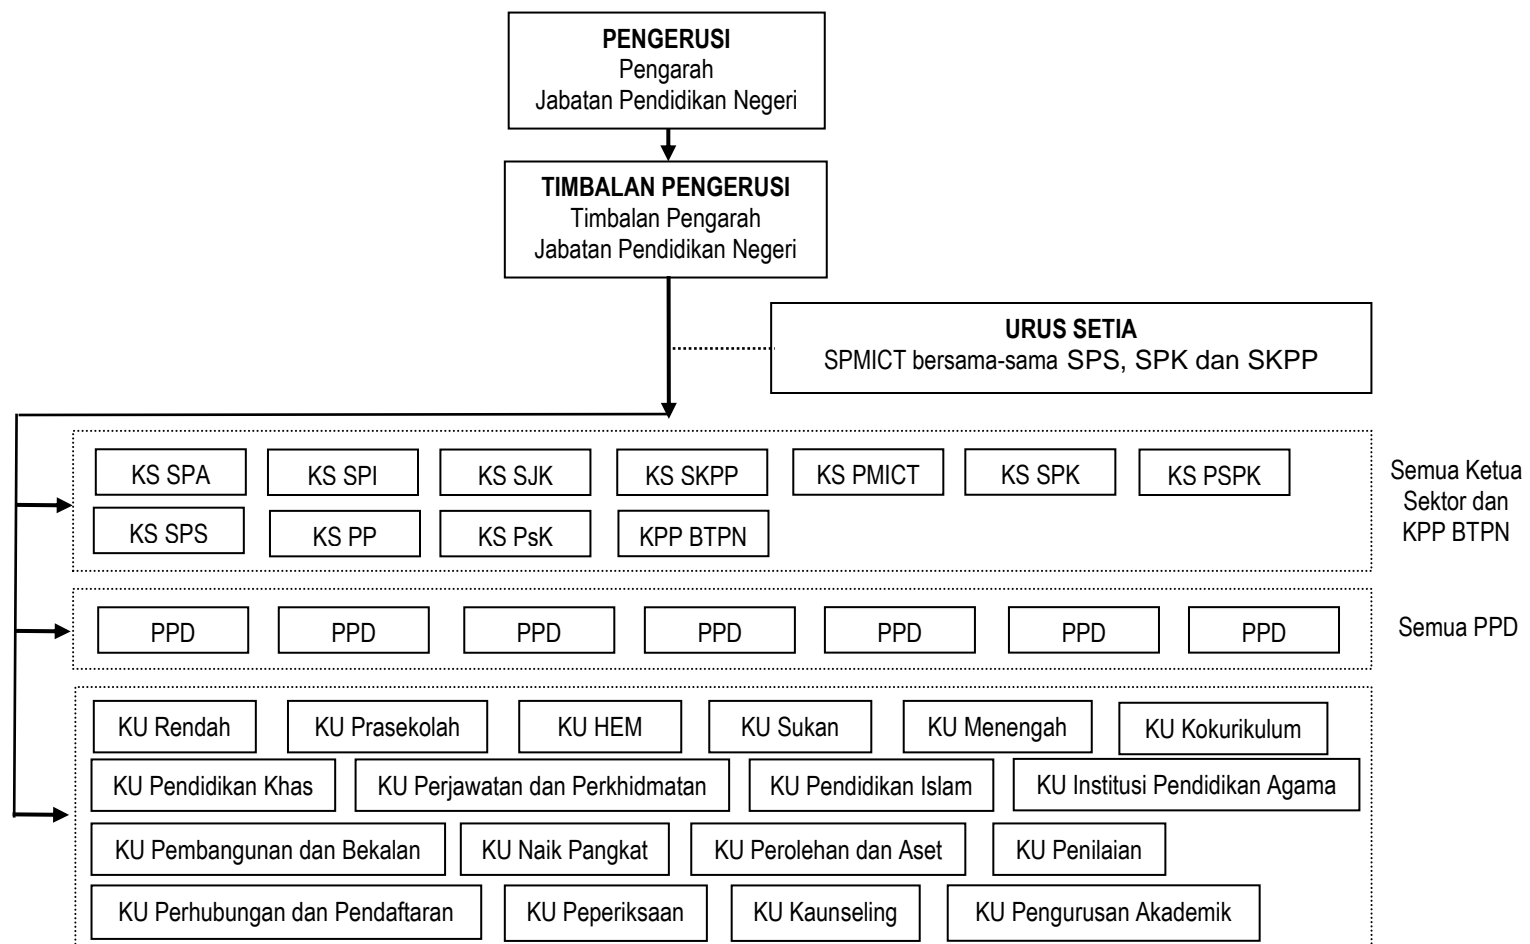 PENGERUSI
Pengarah
Jabatan Pendidikan Negeri
TIMBALAN PENGERUSI
Timbalan Pengarah
Jabatan Pendidikan Negeri
URUS SETIA
SPMICT bersama-sama SPS, SPK dan SKPP
KS SPA KS SPI KS SJK KS SKPP KS PMICT KS SPK KS PSPK
KS SPS KS PP KS PsK KPP BTPN
Semua Ketua
Sektor dan
KPP BTPN
PPD PPD PPD PPD PPD PPD PPD
Semua PPD
KU Rendah KU Prasekolah KU HEM KU Sukan KU Menengah KU Kokurikulum
KU Pendidikan Khas KU Perjawatan dan Perkhidmatan KU Pendidikan Islam KU Institusi Pendidikan Agama
KU Pembangunan dan Bekalan KU Naik Pangkat KU Perolehan dan Aset KU Penilaian
KU Perhubungan dan Pendaftaran KU Peperiksaan KU Kaunseling KU Pengurusan Akademik